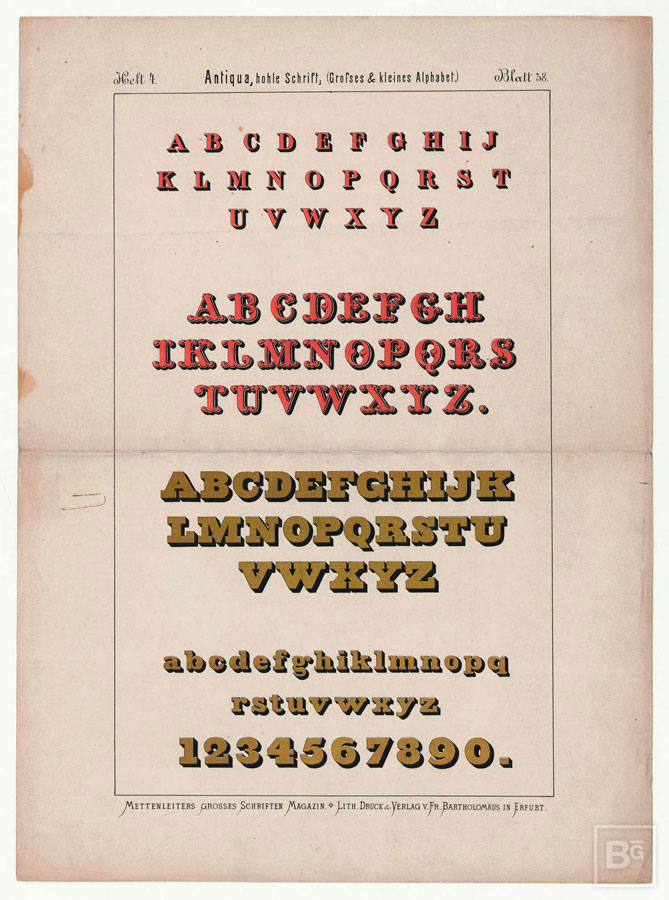 Heft 4. Antiqua, hohle Schrift, (Großes & kleines Alphabet.) Blatt 38.
A B C D E F G H I J
K L M N O P Q R S T
U V W X Y Z
ABCDEFGH
IKLMNOPQRS
TUVWXYZ.
ABCDEFGHIJK
LMNOPQRSTU
VWXYZ
abcdefghiklmnopq
rstuvwxyz
1234567890.
METTENLEITERS GROSSES SCHRIFTEN MAGAZIN. LITH. DRUCK & VERLAG V. FR. BARTHOLOMÄUS IN ERFURT.
BG